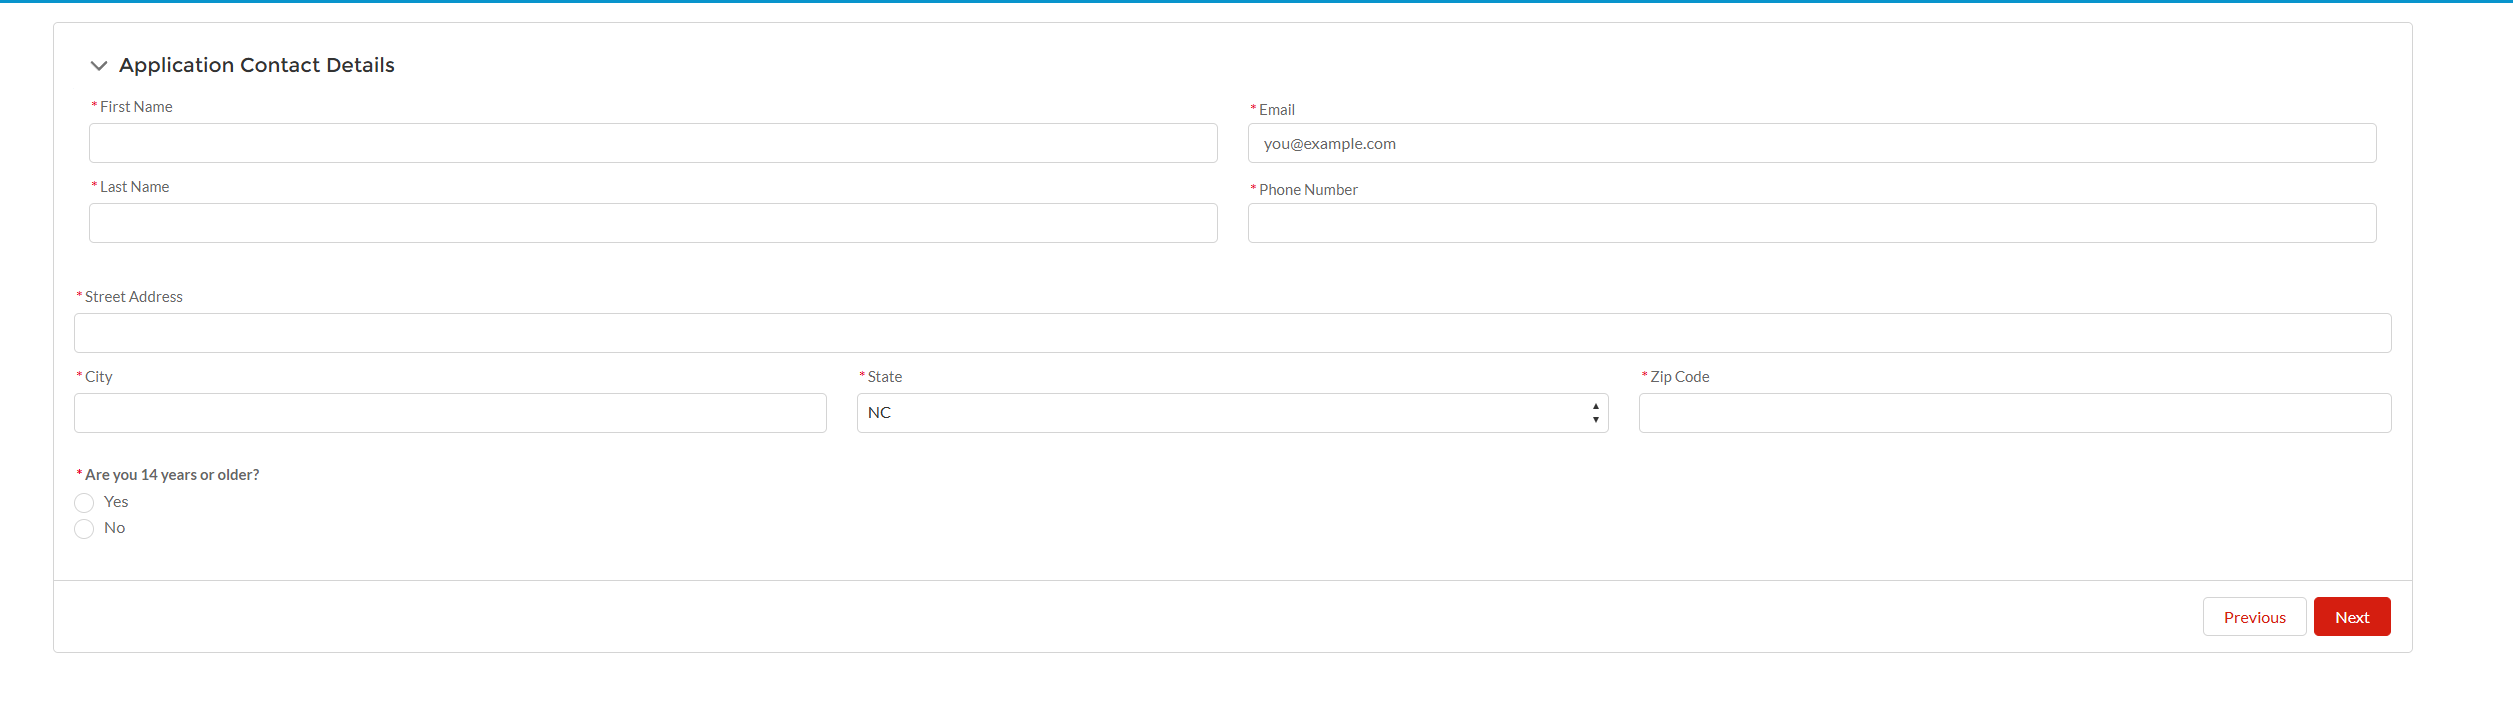 Application Contact Details
* First Name
* Email
you@example.com
* Last Name
* Phone Number
* Street Address
* City
* State
* Zip Code
NC
* Are you 14 years or older?
Yes
No
Previous
Next